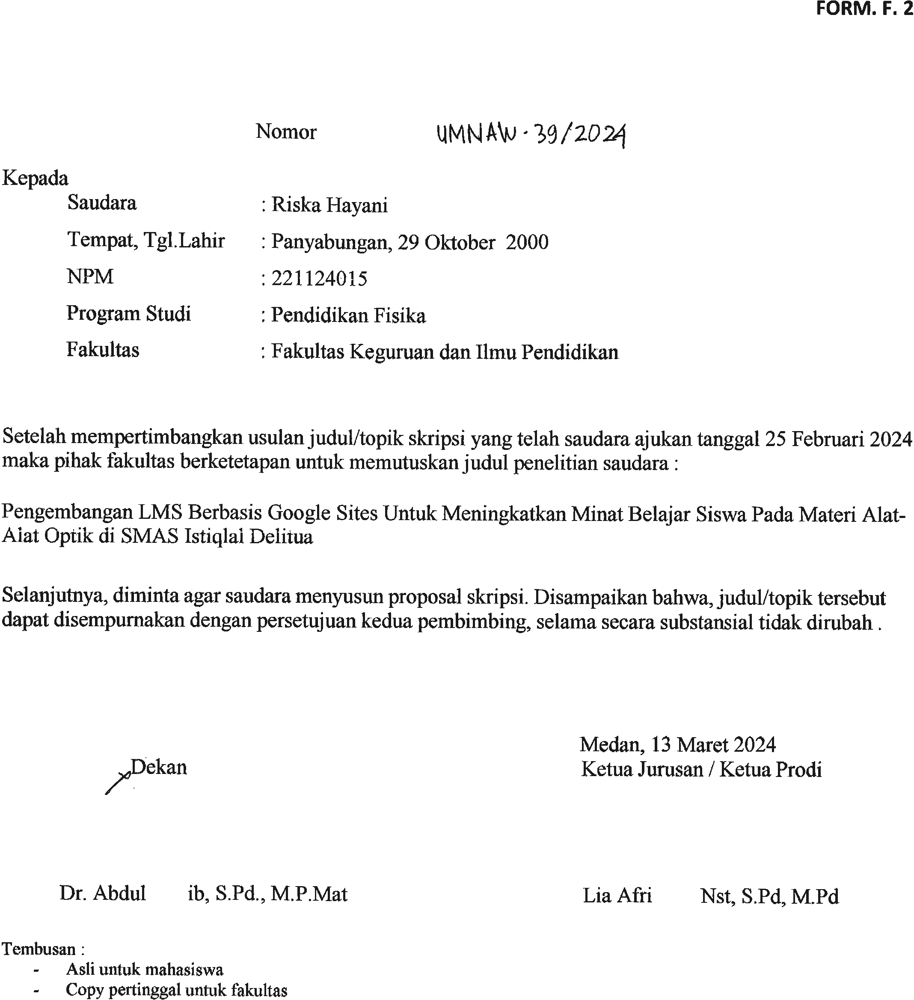 FORM. F. 2
Nomor UMNAW . 39/2024
Kepada
Saudara : Riska Hayani
Tempat, Tgl.Lahir : Panyabungan, 29 Oktober 2000
NPM : 221124015
Program Studi : Pendidikan Fisika
Fakultas : Fakultas Keguruan dan Ilmu Pendidikan
Setelah mempertimbangkan usulan judul/topik skripsi yang telah saudara ajukan tanggal 25 Februari 2024
maka pihak fakultas berketetapan untuk memutuskan judul penelitian saudara :
Pengembangan LMS Berbasis Google Sites Untuk Meningkatkan Minat Belajar Siswa Pada Materi Alat-
Alat Optik di SMAS Istiqlal Delitua
Selanjutnya, diminta agar saudara menyusun proposal skripsi. Disampaikan bahwa, judul/topik tersebut
dapat disempurnakan dengan persetujuan kedua pembimbing, selama secara substansial tidak dirubah .
Medan, 13 Maret 2024
Dekan Ketua Jurusan / Ketua Prodi
Dr. Abdul ib, S.Pd., M.P.Mat Lia Afri Nst, S.Pd, M.Pd
Tembusan :
- Asli untuk mahasiswa
- Copy pertinggal untuk fakultas